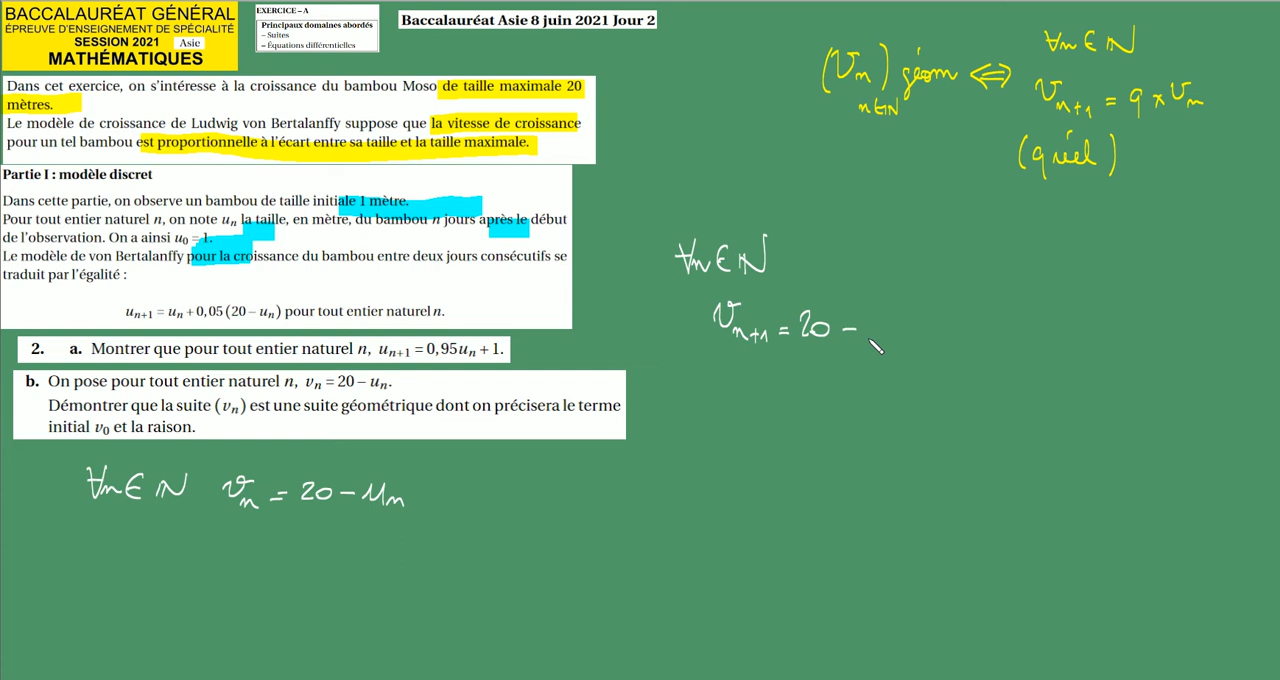 BACCALAURÉAT GÉNÉRAL
ÉPREUVE D'ENSEIGNEMENT DE SPÉCIALITÉ
SESSION 2021 Asie
MATHÉMATIQUES
EXERCICE – A
Principaux domaines abordés
– Suites
– Équations différentielles
Baccalauréat Asie 8 juin 2021 Jour 2
Dans cet exercice, on s'intéresse à la croissance du bambou Moso de taille maximale 20
mètres.
Le modèle de croissance de Ludwig von Bertalanffy suppose que la vitesse de croissance
pour un tel bambou est proportionnelle à l'écart entre sa taille et la taille maximale.
Partie I : modèle discret
Dans cette partie, on observe un bambou de taille initiale 1 mètre.
Pour tout entier naturel n, on note uₙ la taille, en mètre, du bambou n jours après le début
de l'observation. On a ainsi u₀ = 1.
Le modèle de von Bertalanffy pour la croissance du bambou entre deux jours consécutifs se
traduit par l'égalité :
uₙ₊₁ = uₙ + 0,05(20 – uₙ) pour tout entier naturel n.
2. a. Montrer que pour tout entier naturel n, uₙ₊₁ = 0,95uₙ + 1.
b. On pose pour tout entier naturel n, vₙ = 20 – uₙ.
Démontrer que la suite (vₙ) est une suite géométrique dont on précisera le terme
initial v₀ et la raison.
∀n∈ℕ vₙ = 20 – uₙ
(vₙ)n∈ℕ géom ⇔ ∀n∈ℕ
vₙ₊₁ = q × vₙ
(q réel)
∀n∈ℕ
vₙ₊₁ = 20 –